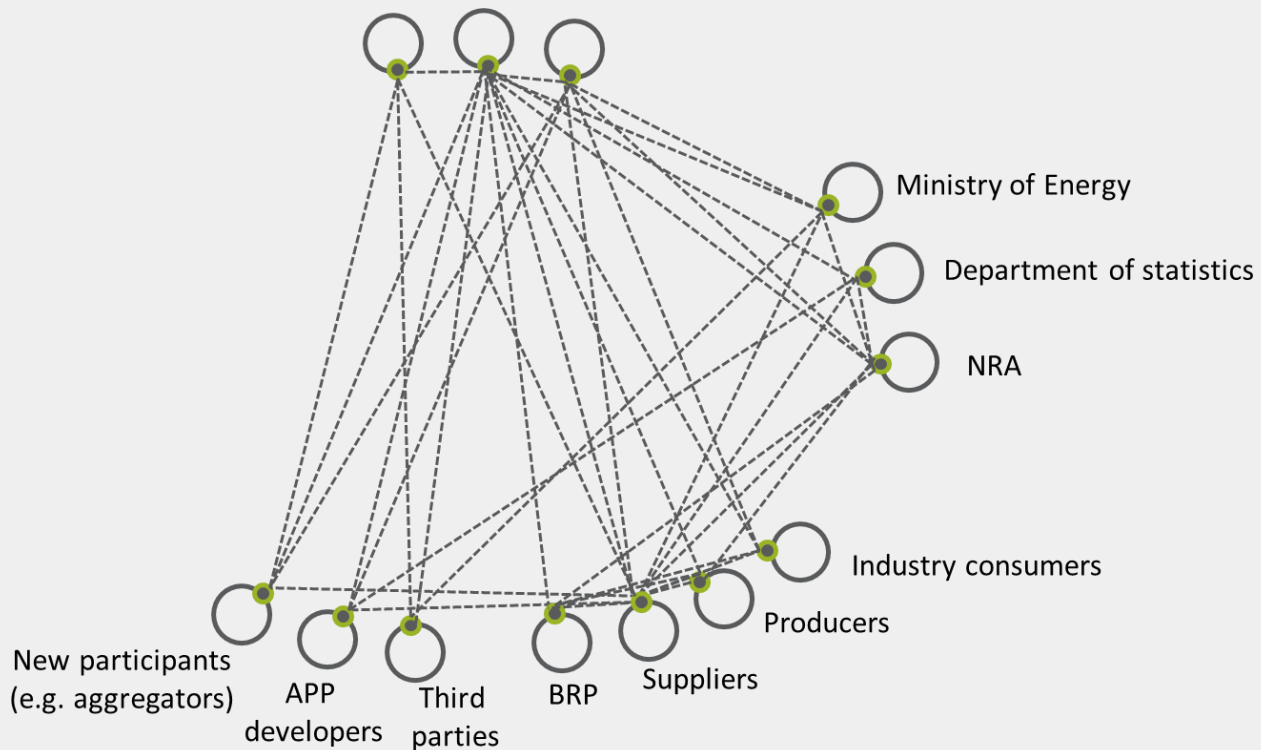 Ministry of Energy
Department of statistics
NRA
Industry consumers
Producers
Suppliers
BRP
Third
parties
APP
developers
New participants
(e.g. aggregators)